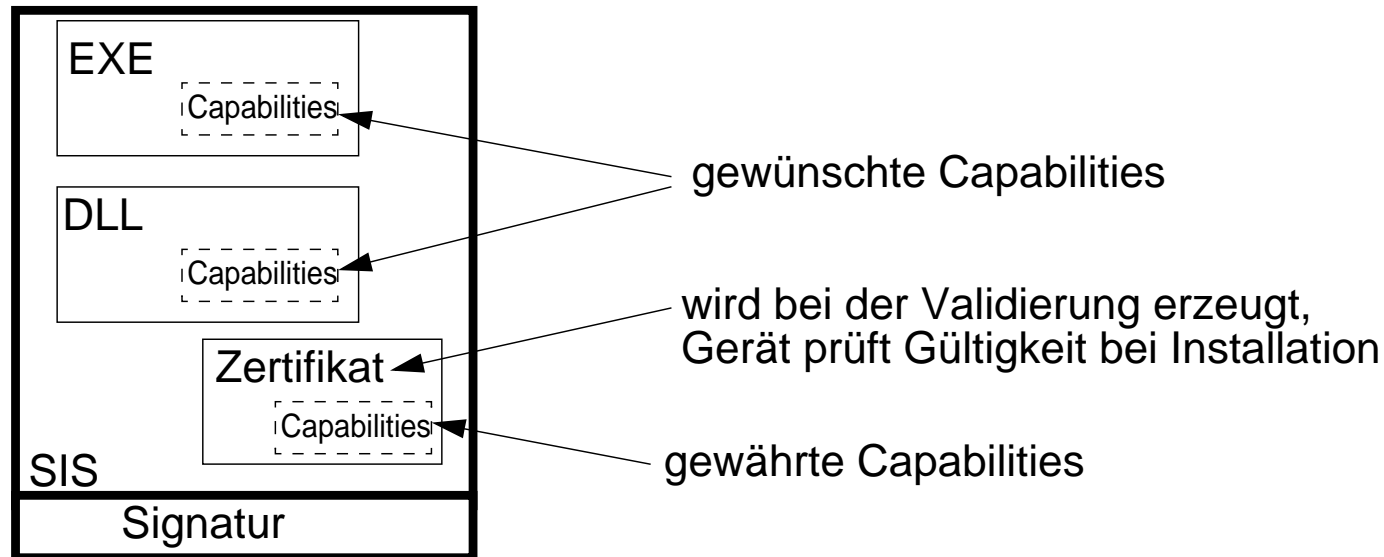 EXE
Capabilities
gewünschte Capabilities
DLL
Capabilities
wird bei der Validierung erzeugt,
Gerät prüft Gültigkeit bei Installation
Zertifikat
Capabilities
gewährte Capabilities
SIS
Signatur